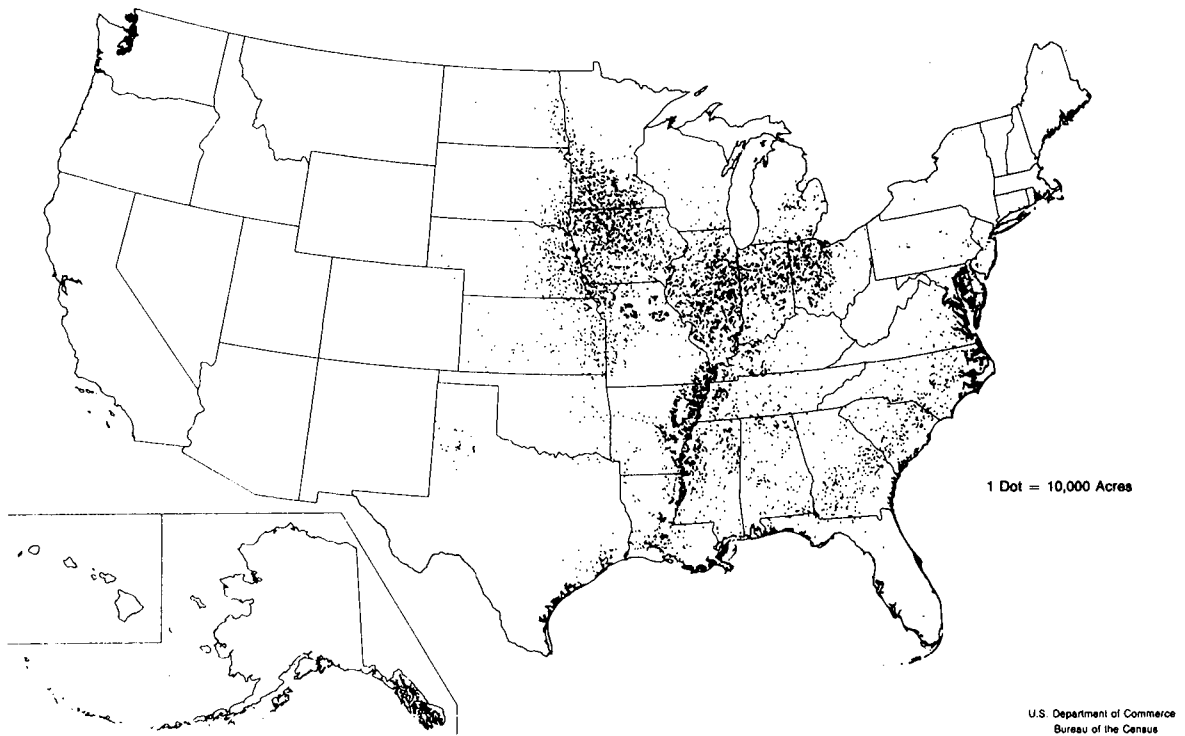 1 Dot = 10,000 Acres
U.S. Department of Commerce
Bureau of the Census